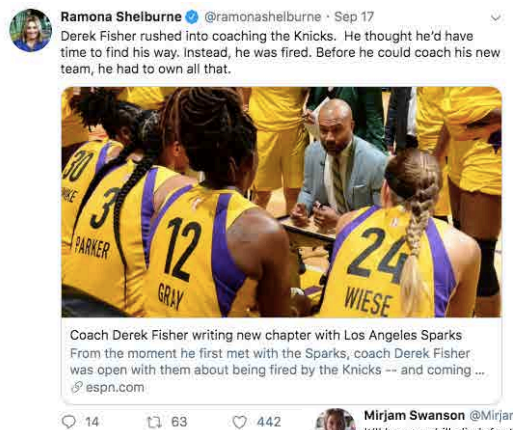 Ramona Shelburne @ramonashelburne · Sep 17
Derek Fisher rushed into coaching the Knicks. He thought he'd have
time to find his way. Instead, he was fired. Before he could coach his new
team, he had to own all that.
30
3
PARKER
12
GRAY
24
WIESE
Coach Derek Fisher writing new chapter with Los Angeles Sparks
From the moment he first met with the Sparks, coach Derek Fisher
was open with them about being fired by the Knicks -- and coming ...
espn.com
14 63 442
Mirjam Swanson @Mirjar